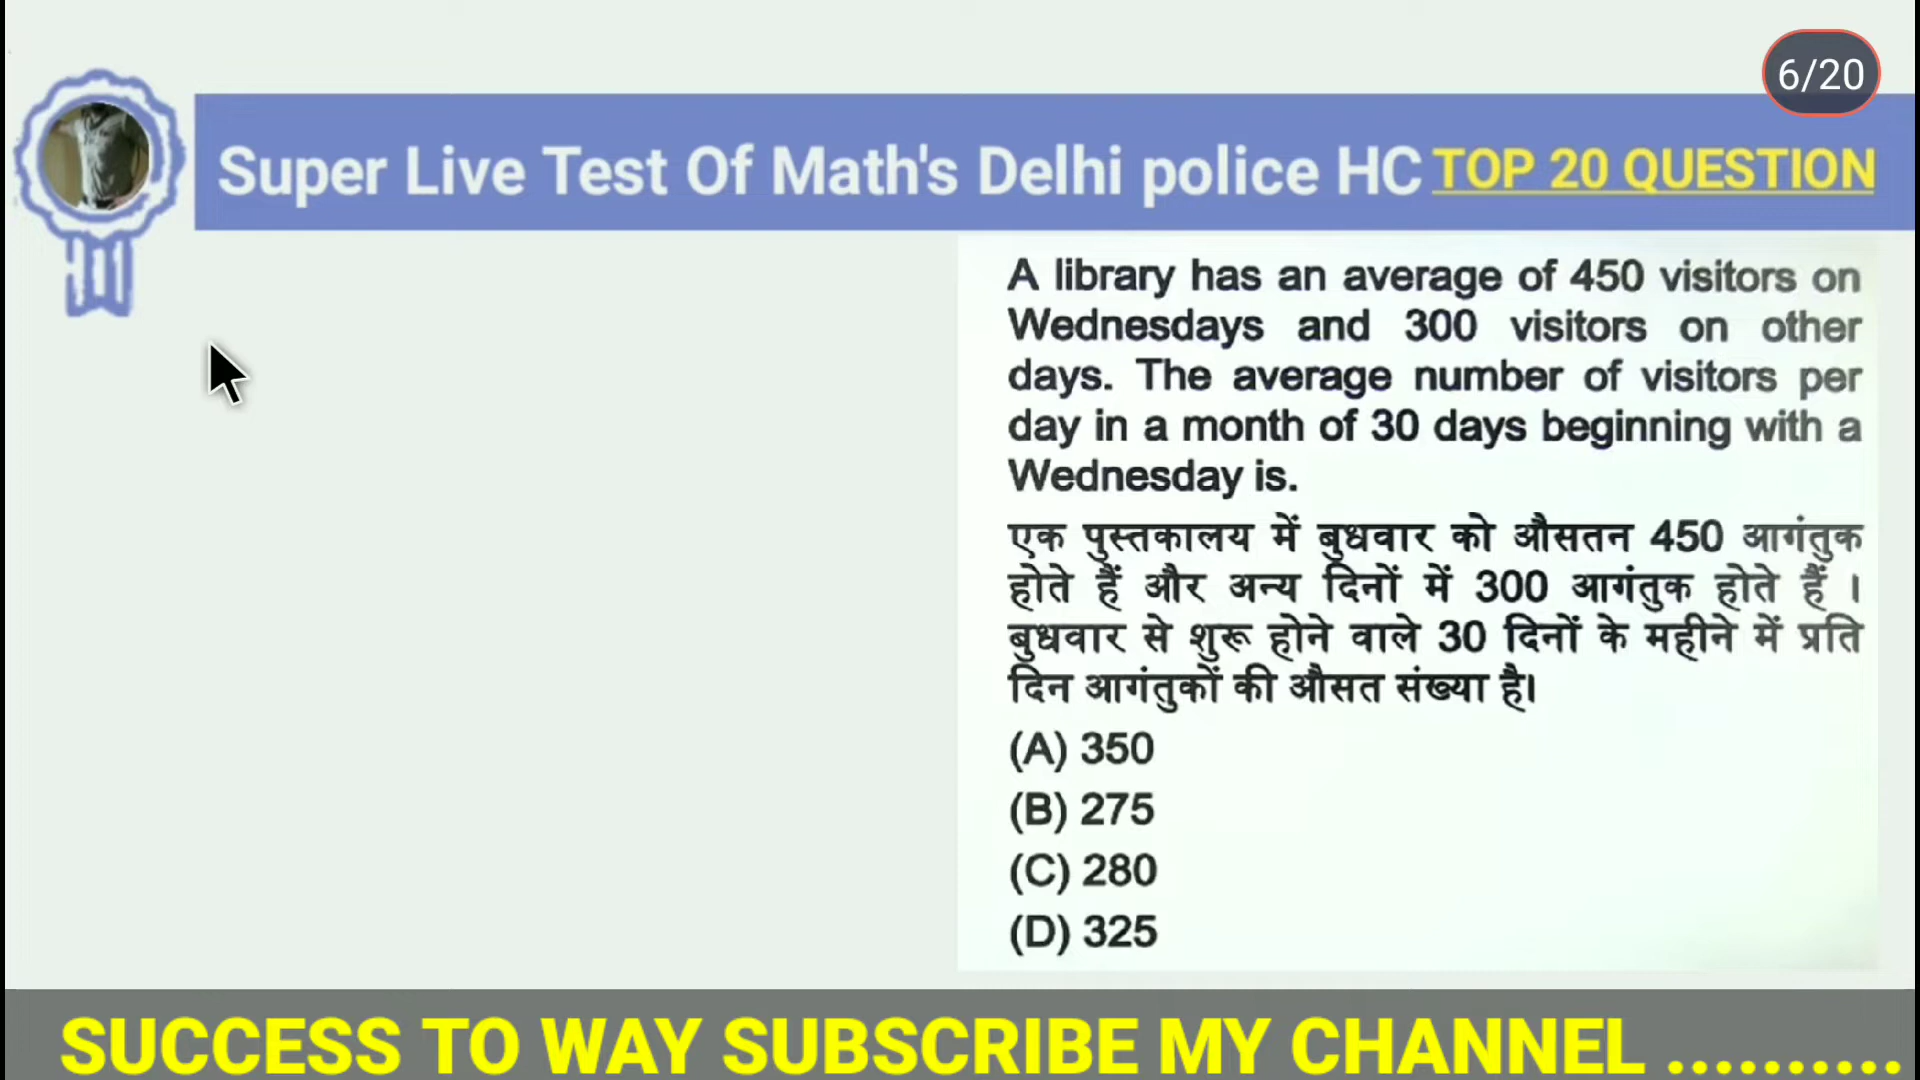 6/20
Super Live Test Of Math's Delhi police HC TOP 20 QUESTION
A library has an average of 450 visitors on
Wednesdays and 300 visitors on other
days. The average number of visitors per
day in a month of 30 days beginning with a
Wednesday is.
एक पुस्तकालय में बुधवार को औसतन 450 आगंतुक
होते हैं और अन्य दिनों में 300 आगंतुक होते हैं ।
बुधवार से शुरू होने वाले 30 दिनों के महीने में प्रति
दिन आगंतुकों की औसत संख्या है।
(A) 350
(B) 275
(C) 280
(D) 325
SUCCESS TO WAY SUBSCRIBE MY CHANNEL ..........